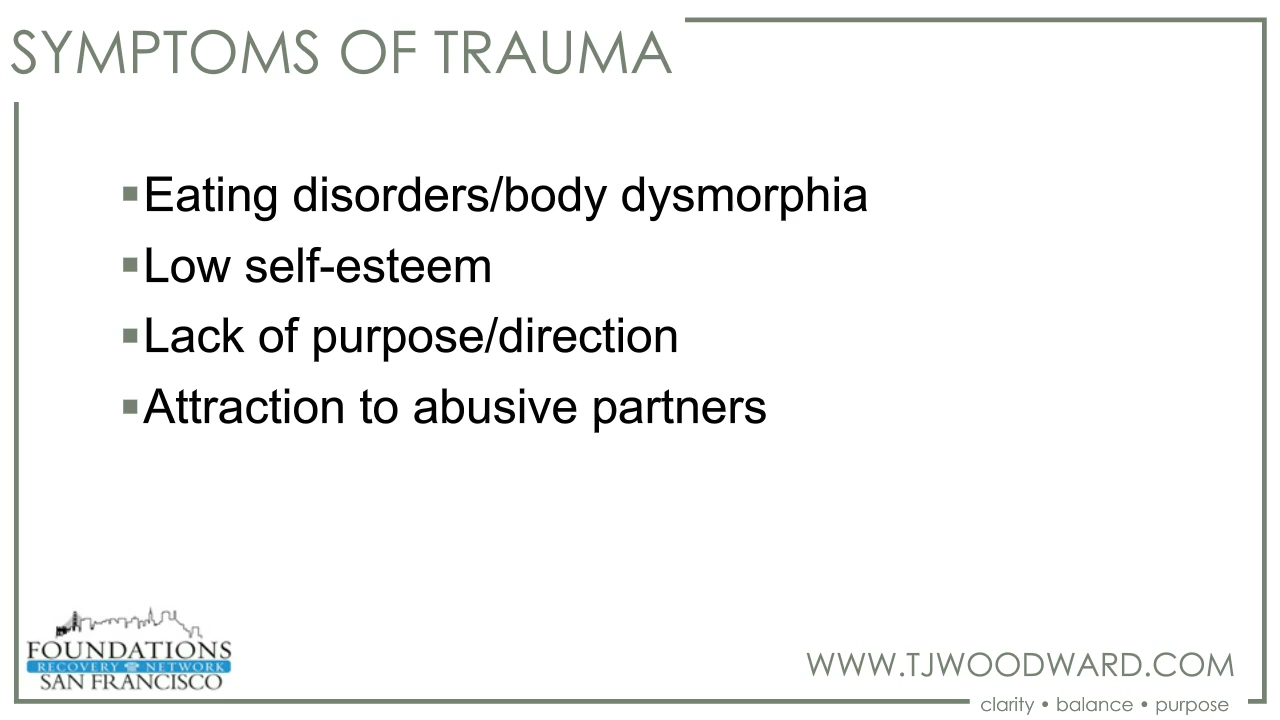 SYMPTOMS OF TRAUMA
▪Eating disorders/body dysmorphia
▪Low self-esteem
▪Lack of purpose/direction
▪Attraction to abusive partners
FOUNDATIONS
RECOVERY NETWORK
SAN FRANCISCO
WWW.TJWOODWARD.COM
clarity • balance • purpose